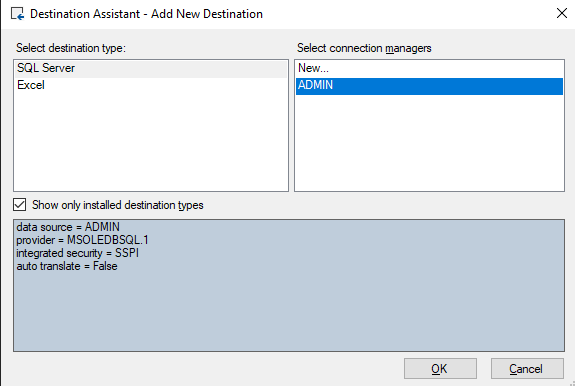 Destination Assistant - Add New Destination
Select destination type:
Select connection managers
SQL Server
Excel
New...
ADMIN
Show only installed destination types
data source = ADMIN
provider = MSOLEDBSQL.1
integrated security = SSPI
auto translate = False
OK
Cancel